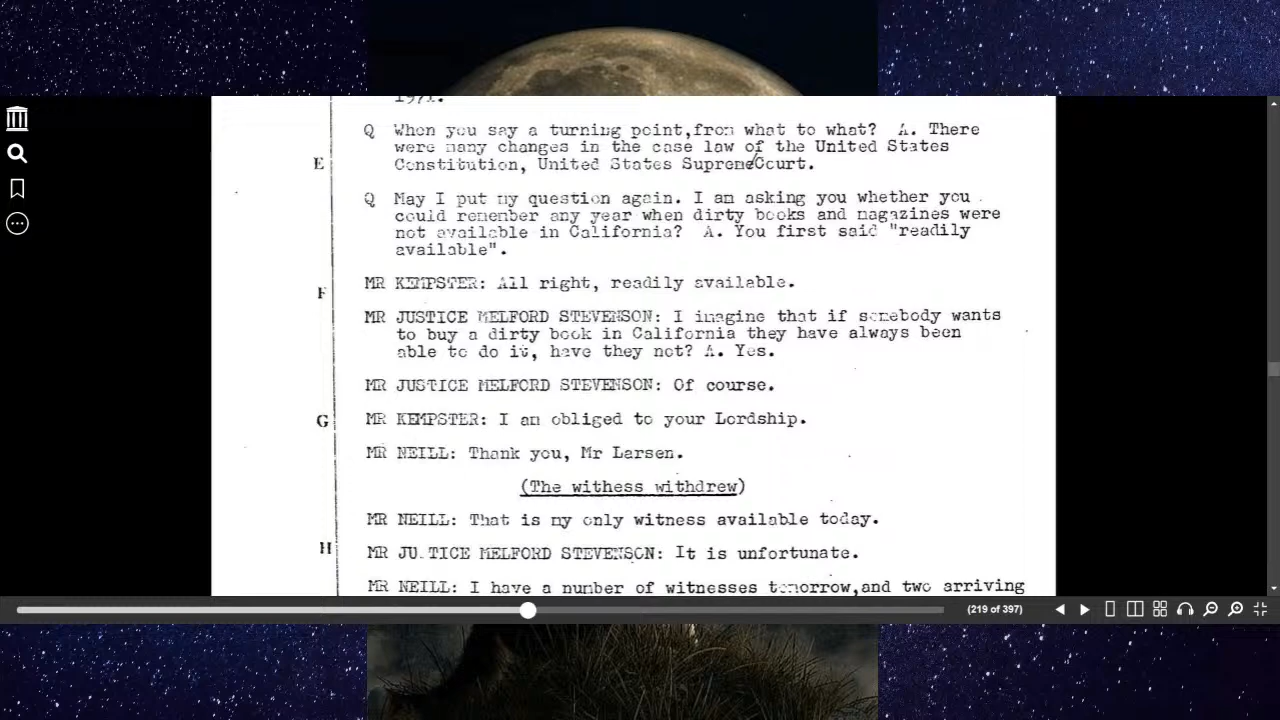 1971.
Q When you say a turning point,from what to what? A. There
were many changes in the case law of the United States
E Constitution, United States Supreme/Court.
Q May I put my question again. I am asking you whether you
could remember any year when dirty books and magazines were
not available in California? A. You first said "readily
available".
F MR KEMPSTER: All right, readily available.
MR JUSTICE MELFORD STEVENSON: I imagine that if somebody wants
to buy a dirty book in California they have always been
able to do it, have they not? A. Yes.
MR JUSTICE MELFORD STEVENSON: Of course.
G MR KEMPSTER: I am obliged to your Lordship.
MR NEILL: Thank you, Mr Larsen.
(The withess withdrew)
MR NEILL: That is my only witness available today.
H MR JU TICE MELFORD STEVENSON: It is unfortunate.
MR NEILL: I have a number of witnesses tomorrow,and two arriving
(219 of 397)